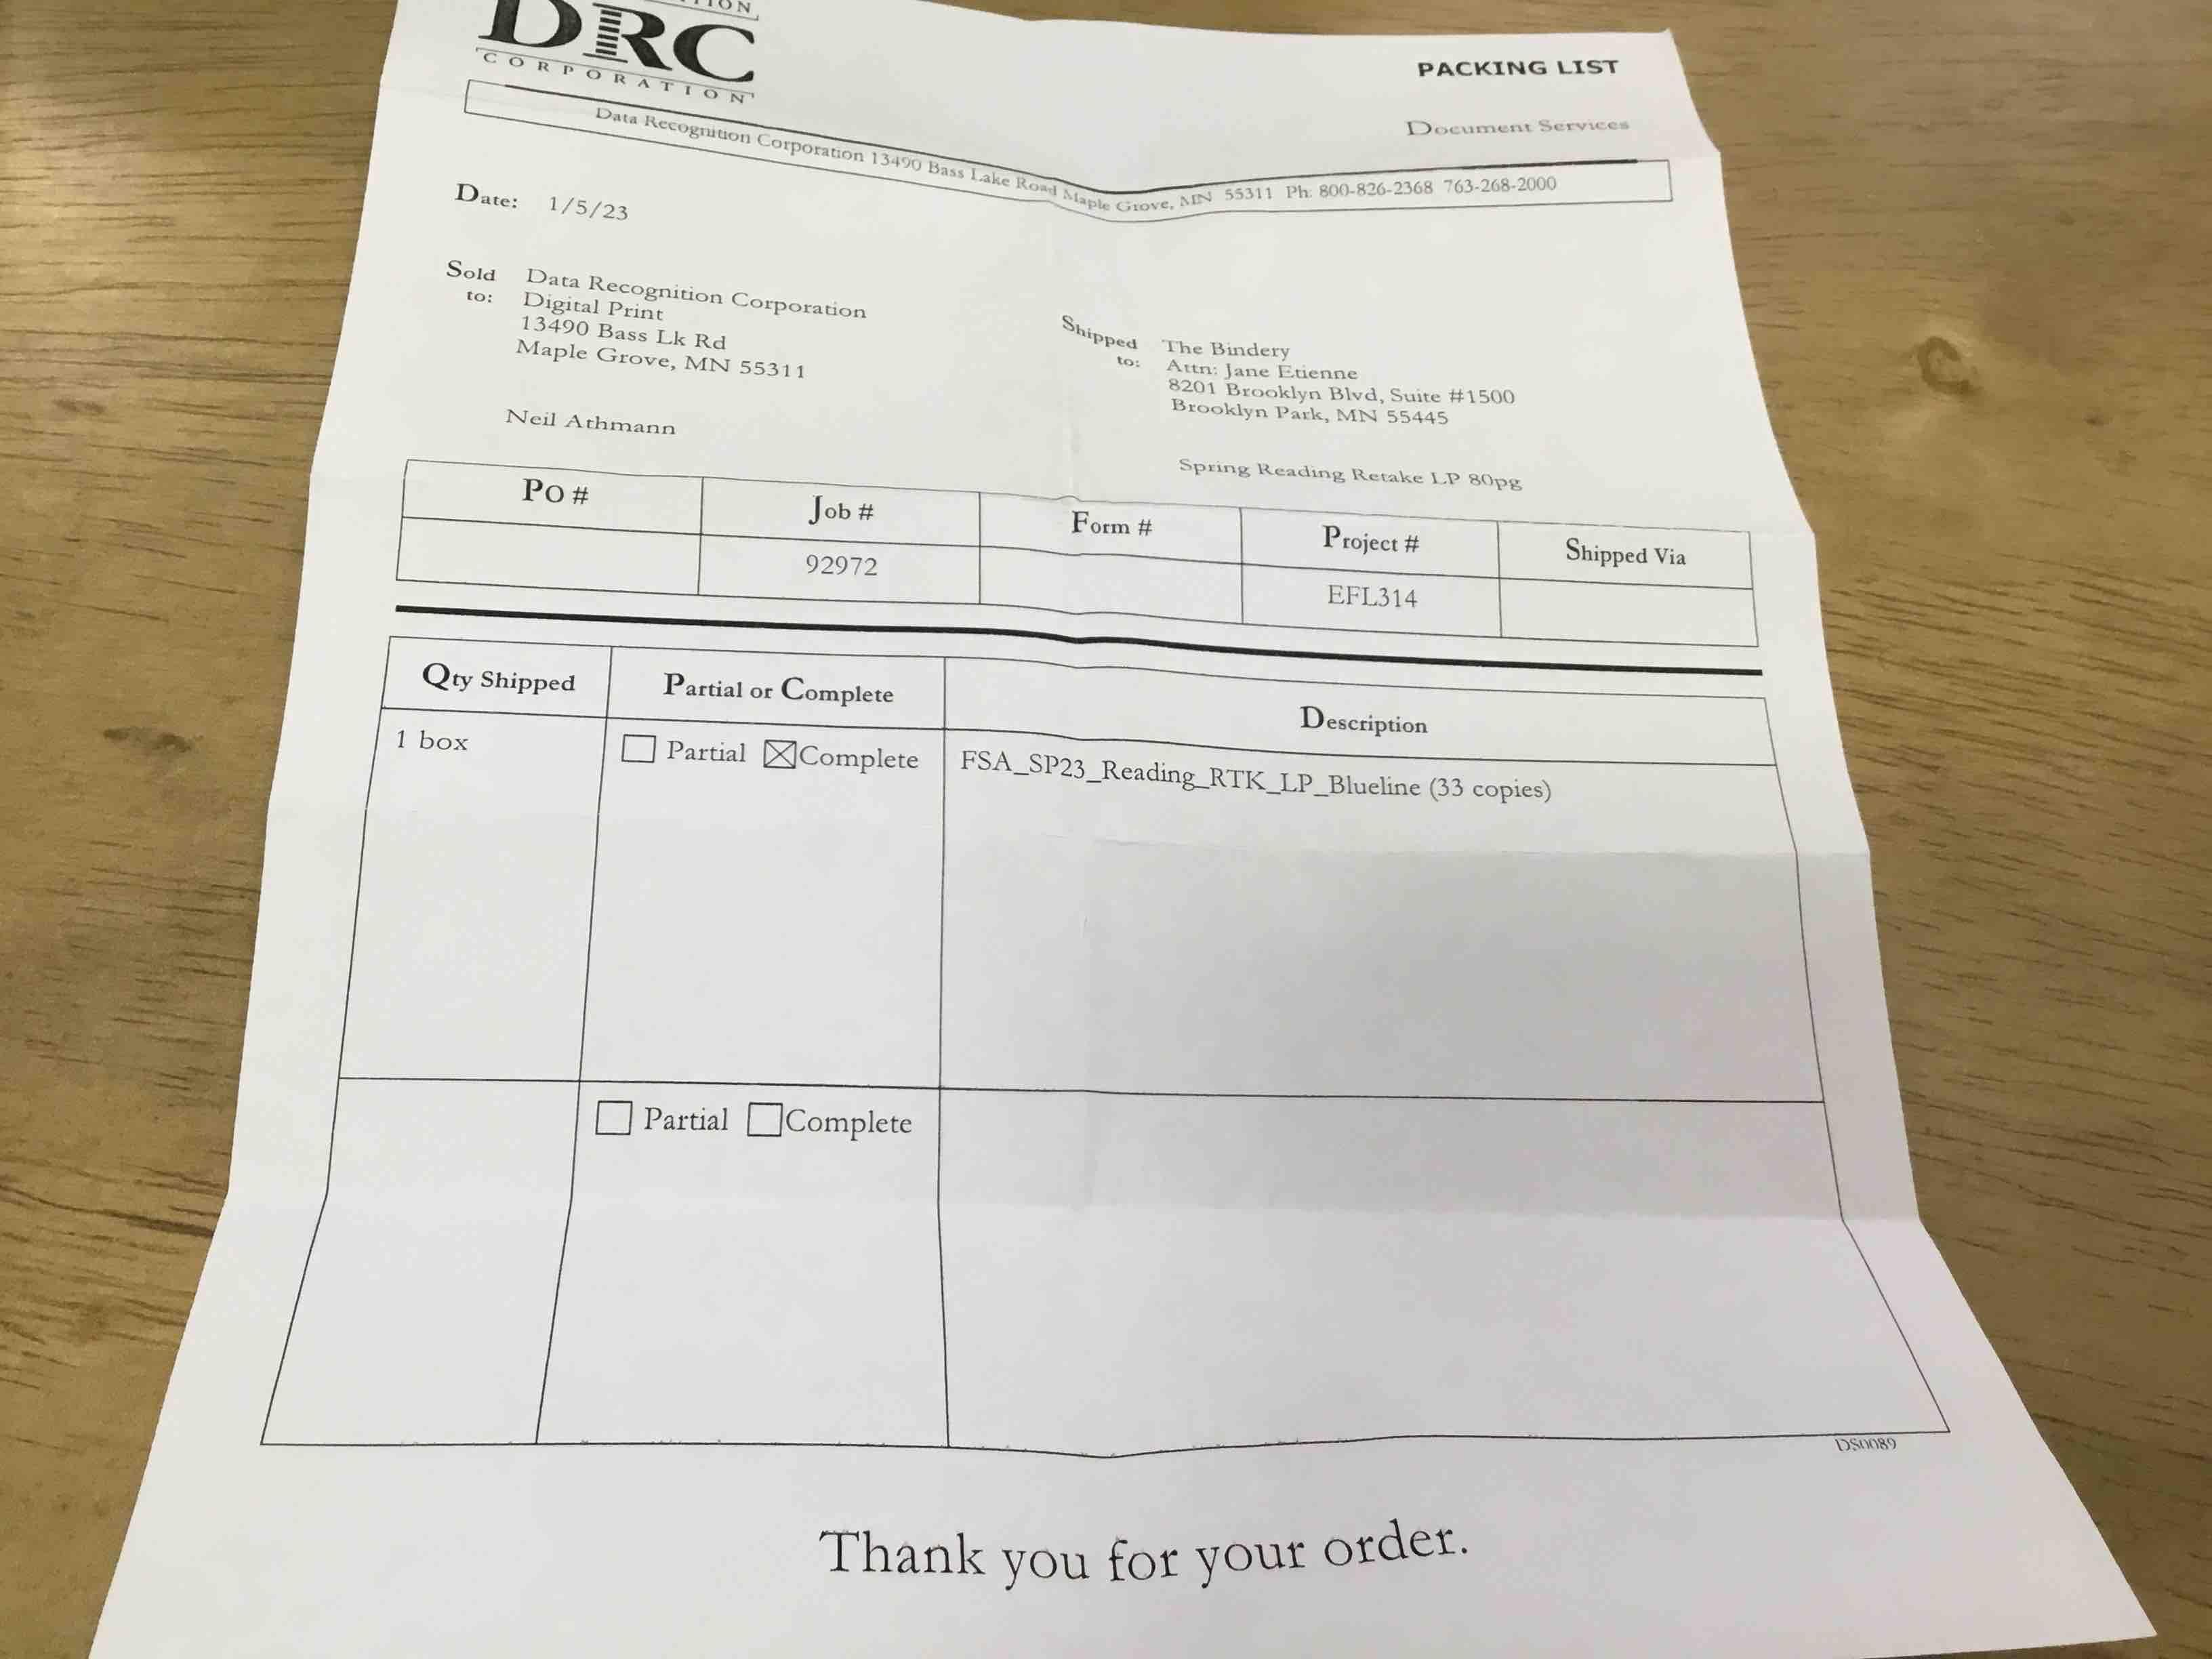 DRC
CORPORATION
PACKING LIST
Document Services
Data Recognition Corporation 13490 Bass Lake Road Maple Grove, MN 55311 Ph: 800-826-2368 763-268-2000
Date: 1/5/23
Sold to:
Data Recognition Corporation
Digital Print
13490 Bass Lk Rd
Maple Grove, MN 55311
Neil Athmann
Shipped to:
The Bindery
Attn: Jane Etienne
8201 Brooklyn Blvd, Suite #1500
Brooklyn Park, MN 55445
Spring Reading Retake LP 80pg
PO # Job # Form # Project # Shipped Via
92972 EFL314
Qty Shipped Partial or Complete Description
1 box Partial Complete FSA_SP23_Reading_RTK_LP_Blueline (33 copies)
Partial Complete
DS0089
Thank you for your order.